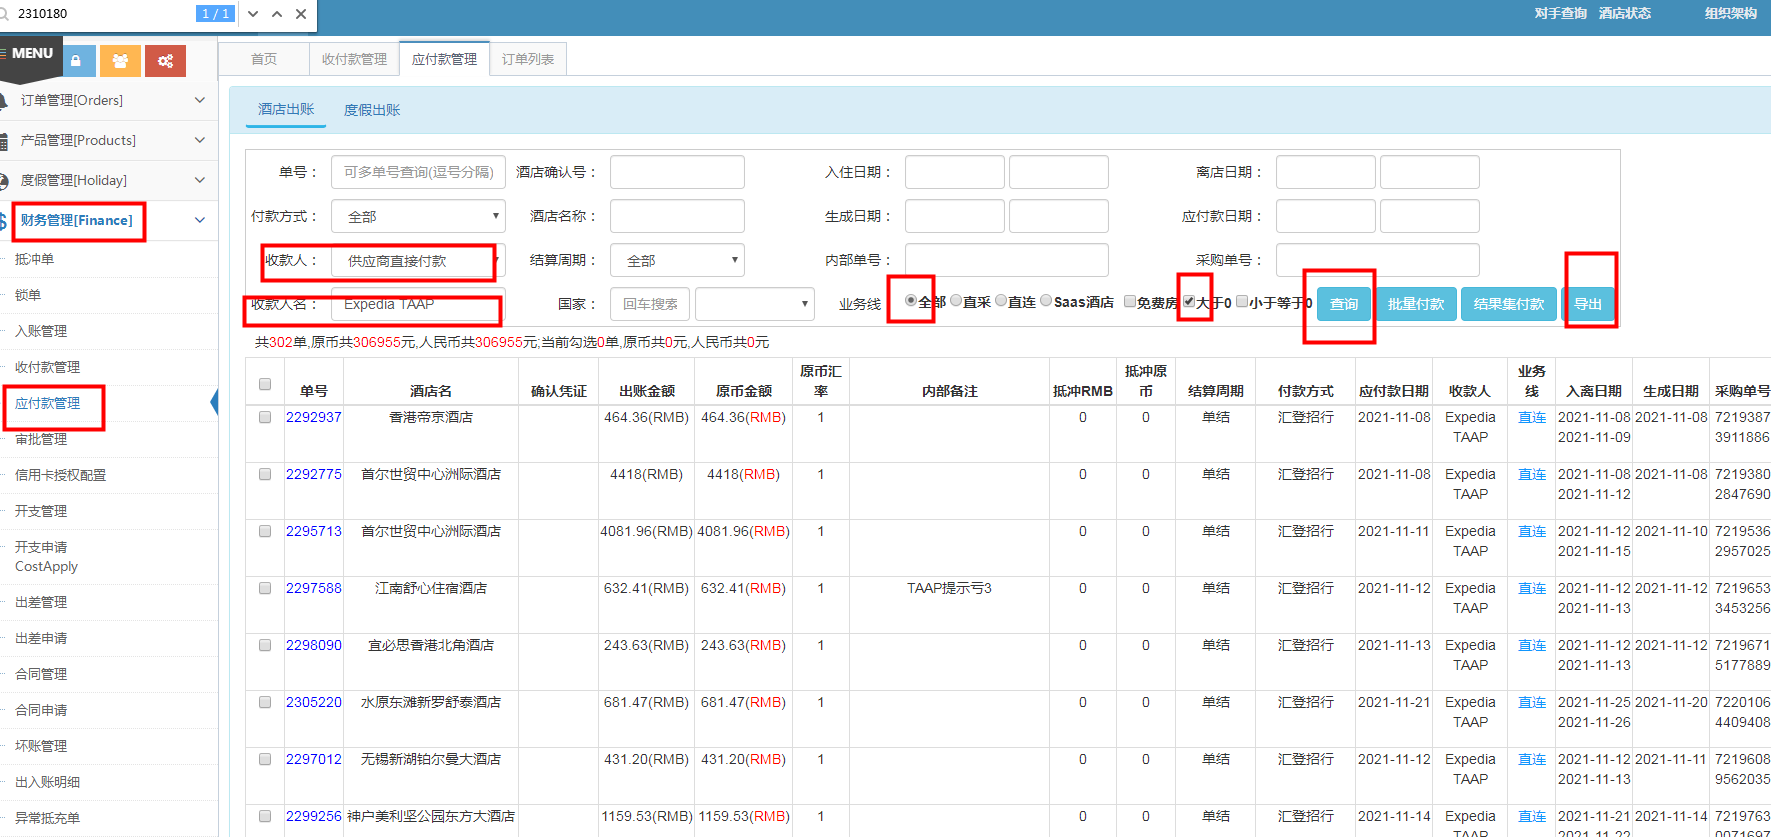 2310180 1 / 1
对手查询 酒店状态 组织架构
MENU
首页 收付款管理 应付款管理 订单列表
订单管理[Orders]
产品管理[Products]
度假管理[Holiday]
财务管理[Finance]
抵冲单
锁单
入账管理
收付款管理
应付款管理
审批管理
信用卡授权配置
开支管理
开支申请
CostApply
出差管理
出差申请
合同管理
合同申请
坏账管理
出入账明细
异常抵充单
酒店出账 度假出账
单号： 可多单号查询(逗号分隔) 酒店确认号： 入住日期： 离店日期：
付款方式： 全部 酒店名称： 生成日期： 应付款日期：
收款人： 供应商直接付款 结算周期： 全部 内部单号： 采购单号：
收款人名： Expedia TAAP 国家： 回车搜索 业务线 全部 直采 直连 Saas酒店 免费房 大于0 小于等于0 查询 批量付款 结果集付款 导出
共302单,原币共306955元,人民币共306955元;当前勾选0单,原币共0元,人民币共0元
单号 酒店名 确认凭证 出账金额 原币金额 原币汇率 内部备注 抵冲RMB 抵冲原币 结算周期 付款方式 应付款日期 收款人 业务线 入离日期 生成日期 采购单号
2292937 香港帝京酒店 464.36(RMB) 464.36(RMB) 1 0 0 单结 汇登招行 2021-11-08 Expedia 直连 2021-11-08 2021-11-08 7219387
TAAP 2021-11-09 3911886
2292775 首尔世贸中心洲际酒店 4418(RMB) 4418(RMB) 1 0 0 单结 汇登招行 2021-11-08 Expedia 直连 2021-11-08 2021-11-08 7219380
TAAP 2021-11-12 2847690
2295713 首尔世贸中心洲际酒店 4081.96(RMB) 4081.96(RMB) 1 0 0 单结 汇登招行 2021-11-11 Expedia 直连 2021-11-12 2021-11-10 7219536
TAAP 2021-11-15 2957025
2297588 江南舒心住宿酒店 632.41(RMB) 632.41(RMB) 1 TAAP提示亏3 0 0 单结 汇登招行 2021-11-12 Expedia 直连 2021-11-12 2021-11-12 7219653
TAAP 2021-11-13 3453256
2298090 宜必思香港北角酒店 243.63(RMB) 243.63(RMB) 1 0 0 单结 汇登招行 2021-11-13 Expedia 直连 2021-11-12 2021-11-12 7219671
TAAP 2021-11-13 5177889
2305220 水原东滩新罗舒泰酒店 681.47(RMB) 681.47(RMB) 1 0 0 单结 汇登招行 2021-11-21 Expedia 直连 2021-11-25 2021-11-20 7220106
TAAP 2021-11-26 4409408
2297012 无锡新湖铂尔曼大酒店 431.20(RMB) 431.20(RMB) 1 0 0 单结 汇登招行 2021-11-12 Expedia 直连 2021-11-12 2021-11-11 7219608
TAAP 2021-11-13 9562035
2299256 神户美利坚公园东方大酒店 1159.53(RMB) 1159.53(RMB) 1 0 0 单结 汇登招行 2021-11-14 Expedia 直连 2021-11-21 2021-11-14 7219763
TAAP 2021-11-22 0071697